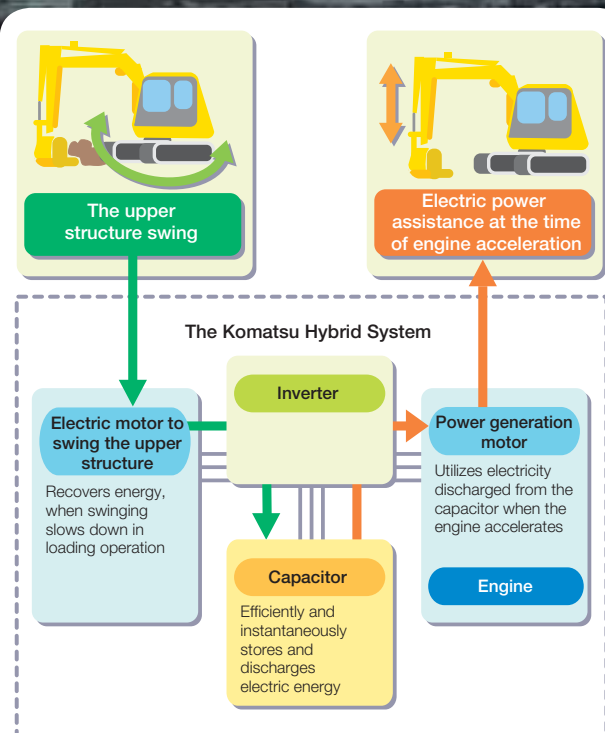 The upper
structure swing
Electric power
assistance at the time
of engine acceleration
The Komatsu Hybrid System
Electric motor to
swing the upper
structure
Recovers energy,
when swinging
slows down in
loading operation
Inverter
Capacitor
Efficiently and
instantaneously
stores and
discharges
electric energy
Power generation
motor
Utilizes electricity
discharged from the
capacitor when the
engine accelerates
Engine